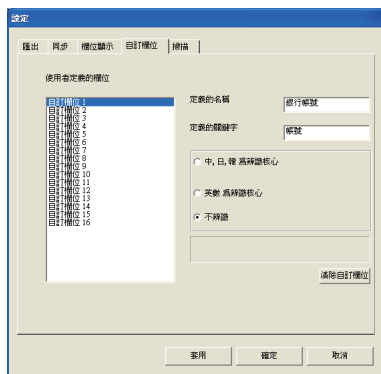 設定
匯出 同步 欄位顯示 自訂欄位 掃描
使用者定義的欄位
自訂欄位 1
自訂欄位 2
自訂欄位 3
自訂欄位 4
自訂欄位 5
自訂欄位 6
自訂欄位 7
自訂欄位 8
自訂欄位 9
自訂欄位 10
自訂欄位 11
自訂欄位 12
自訂欄位 13
自訂欄位 14
自訂欄位 15
自訂欄位 16
定義的名稱 銀行帳號
定義的關鍵字 帳號
中, 日, 韓 爲辨識核心
英數 爲辨識核心
不辨識
清除自訂欄位
套用 確定 取消